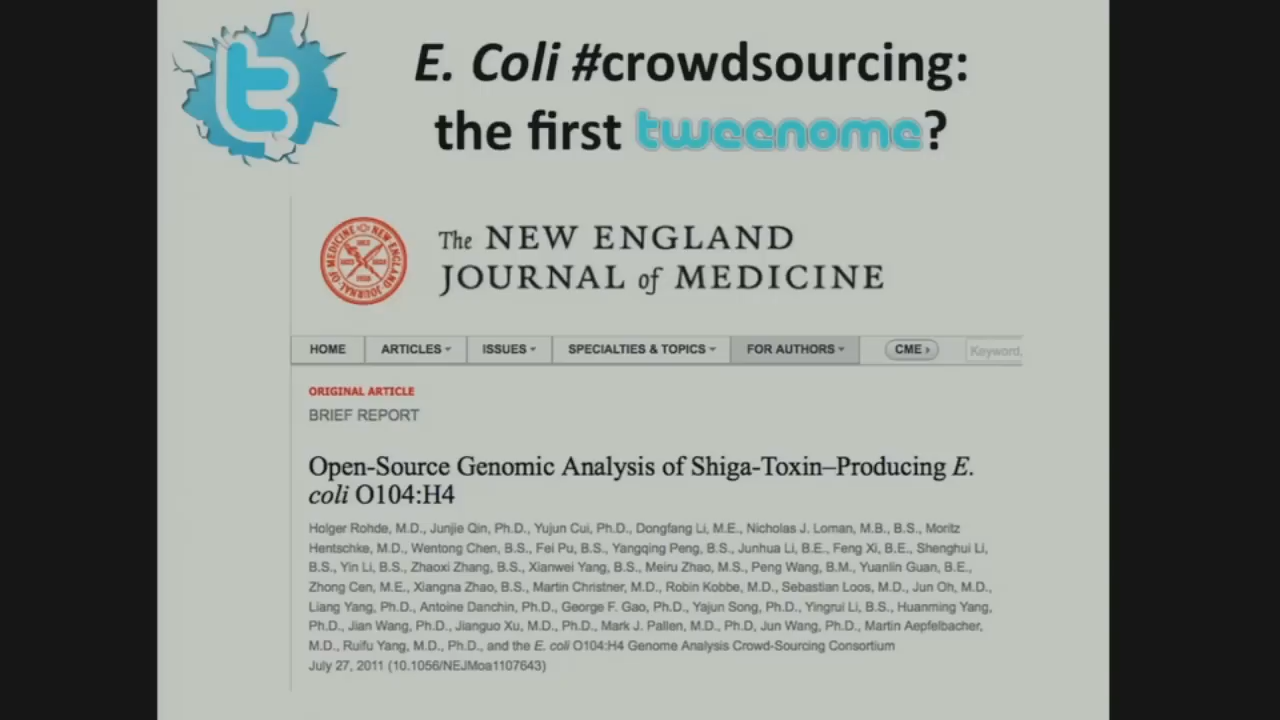 E. Coli #crowdsourcing:
the first tweenome?
The NEW ENGLAND
JOURNAL of MEDICINE
HOME ARTICLES ISSUES SPECIALTIES & TOPICS FOR AUTHORS CME Keyword,
ORIGINAL ARTICLE
BRIEF REPORT
Open-Source Genomic Analysis of Shiga-Toxin–Producing E.
coli O104:H4
Holger Rohde, M.D., Junjie Qin, Ph.D., Yujun Cui, Ph.D., Dongfang Li, M.E., Nicholas J. Loman, M.B., B.S., Moritz
Hentschke, M.D., Wentong Chen, B.S., Fei Pu, B.S., Yangqing Peng, B.S., Junhua Li, B.E., Feng Xi, B.E., Shenghui Li,
B.S., Yin Li, B.S., Zhaoxi Zhang, B.S., Xianwei Yang, B.S., Meiru Zhao, M.S., Peng Wang, B.M., Yuanlin Guan, B.E.,
Zhong Cen, M.E., Xiangna Zhao, B.S., Martin Christner, M.D., Robin Kobbe, M.D., Sebastian Loos, M.D., Jun Oh, M.D.,
Liang Yang, Ph.D., Antoine Danchin, Ph.D., George F. Gao, Ph.D., Yajun Song, Ph.D., Yingrui Li, B.S., Huanming Yang,
Ph.D., Jian Wang, Ph.D., Jianguo Xu, M.D., Ph.D., Mark J. Pallen, M.D., Ph.D, Jun Wang, Ph.D., Martin Aepfelbacher,
M.D., Ruifu Yang, M.D., Ph.D., and the E. coli O104:H4 Genome Analysis Crowd-Sourcing Consortium
July 27, 2011 (10.1056/NEJMoa1107643)